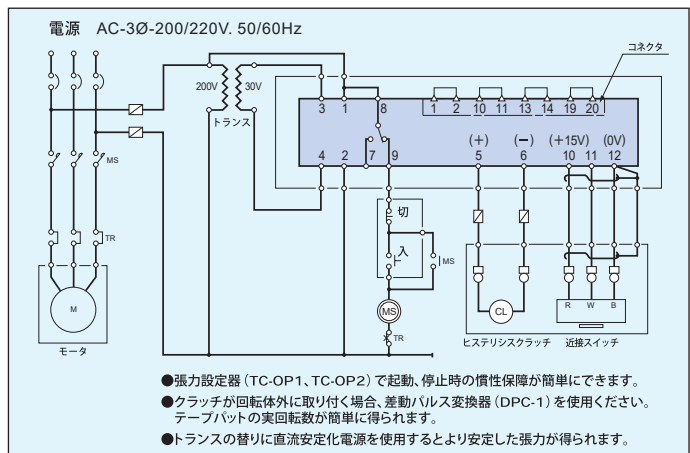 電源 AC-3Ø-200/220V. 50/60Hz
コネクタ
200V 30V
トランス
3 1 8 1 2 10 11 13 14 19 20
(+) (−) (+15V) (0V)
4 2 7 9 5 6 10 11 12
MS
切
入
MS
TR
MS
TR
M
モータ
CL
R W B
ヒステリシスクラッチ 近接スイッチ
●張力設定器(TC-OP1、TC-OP2)で起動、停止時の慣性保障が簡単にできます。
●クラッチが回転体外に取り付く場合、差動パルス変換器(DPC-1)を使用ください。
テープパットの実回転数が簡単に得られます。
●トランスの替りに直流安定化電源を使用するとより安定した張力が得られます。